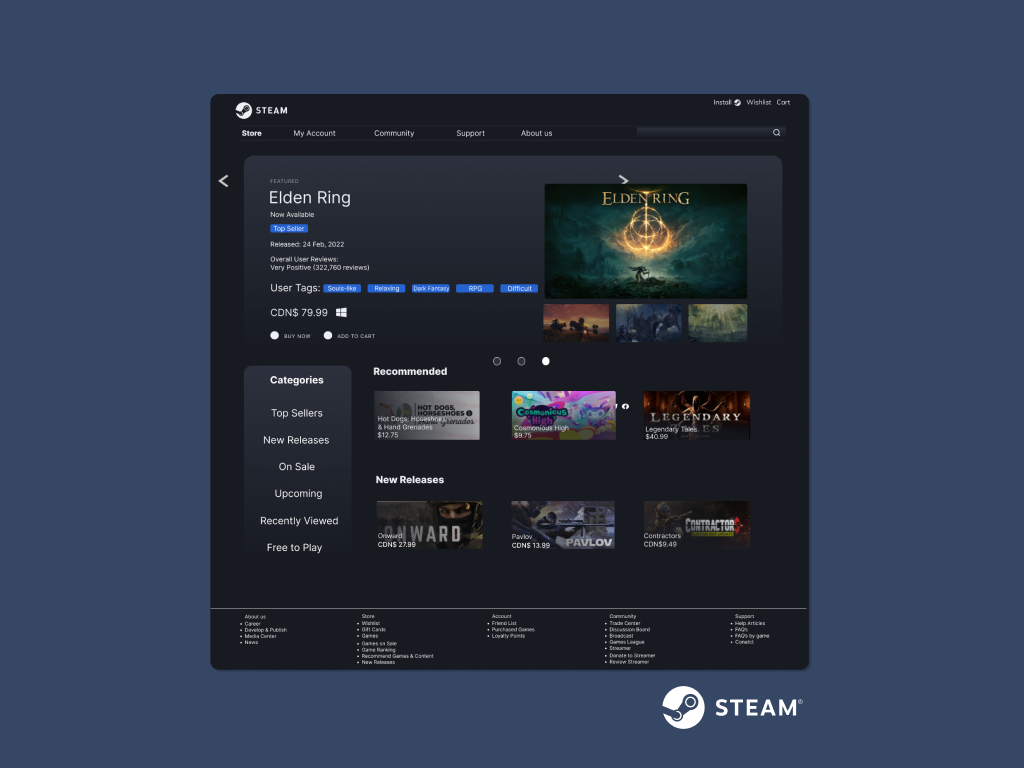 STEAM
Install
Wishlist
Cart
Store
My Account
Community
Support
About us
FEATURED
Elden Ring
Now Available
Top Seller
Released: 24 Feb, 2022
Overall User Reviews:
Very Positive (322,760 reviews)
User Tags:
Souls-like
Relaxing
Dark Fantasy
RPG
Difficult
CDN$ 79.99
BUY NOW
ADD TO CART
ELDEN RING
Categories
Top Sellers
New Releases
On Sale
Upcoming
Recently Viewed
Free to Play
Recommended
HOT DOGS,
HORSESHOES &
Grenades
Hot Dogs, Horseshoes
& Hand Grenades
$12.75
Cosmonious
High
Cosmonious High
$9.75
LEGENDARY
TALES
Legendary Tales
$40.99
New Releases
ONWARD
Onward
CDN$ 27.99
PAVLOV
Pavlov
CDN$ 13.99
CONTRACTOR$
Contractors
CDN$9,49
About us
Career
Develop & Publish
Media Center
News
Store
Wishlist
Gift Cards
Games
Games on Sale
Game Ranking
Recommend Games & Content
New Releases
Account
Friend List
Purchased Games
Loyalty Points
Community
Trade Center
Discussion Board
Broadcast
Games League
Streamer
Donate to Streamer
Review Streamer
Support
Help Articles
FAQs
FAQs by game
Conatct
STEAM®